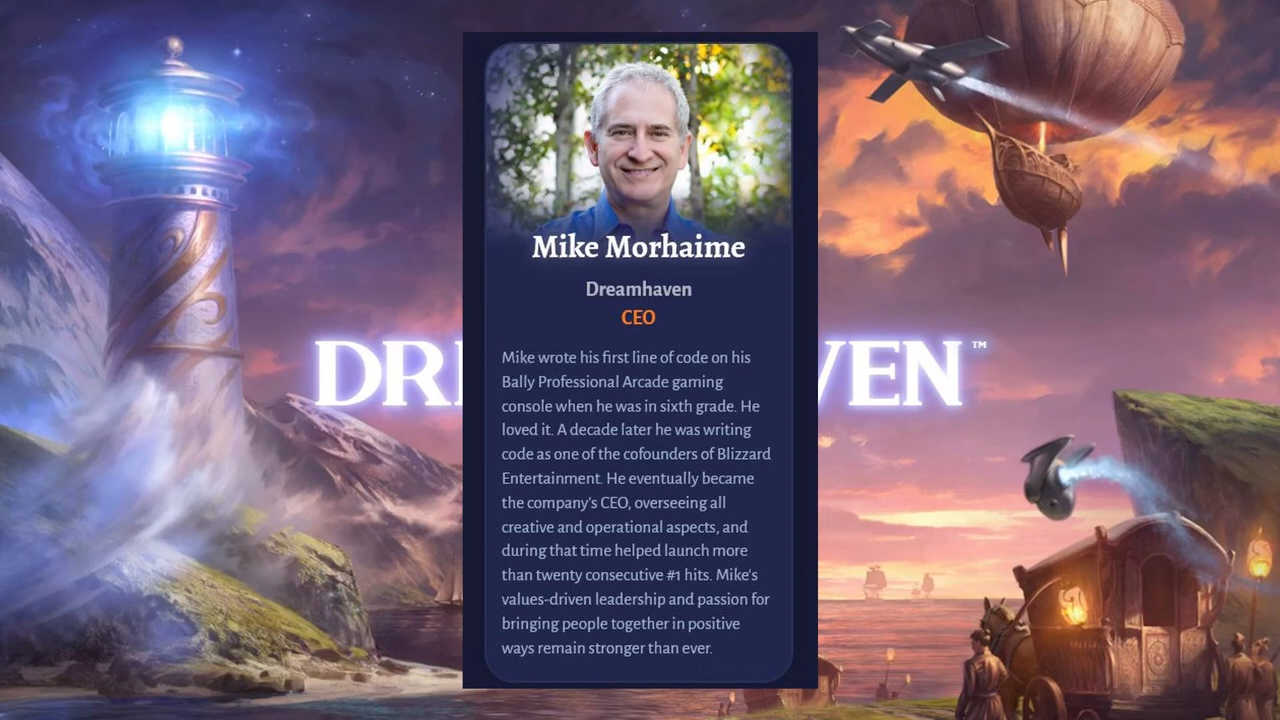 Mike Morhaime
Dreamhaven
CEO
DRE
VEN™
Mike wrote his first line of code on his
Bally Professional Arcade gaming
console when he was in sixth grade. He
loved it. A decade later he was writing
code as one of the cofounders of Blizzard
Entertainment. He eventually became
the company's CEO, overseeing all
creative and operational aspects, and
during that time helped launch more
than twenty consecutive #1 hits. Mike's
values-driven leadership and passion for
bringing people together in positive
ways remain stronger than ever.